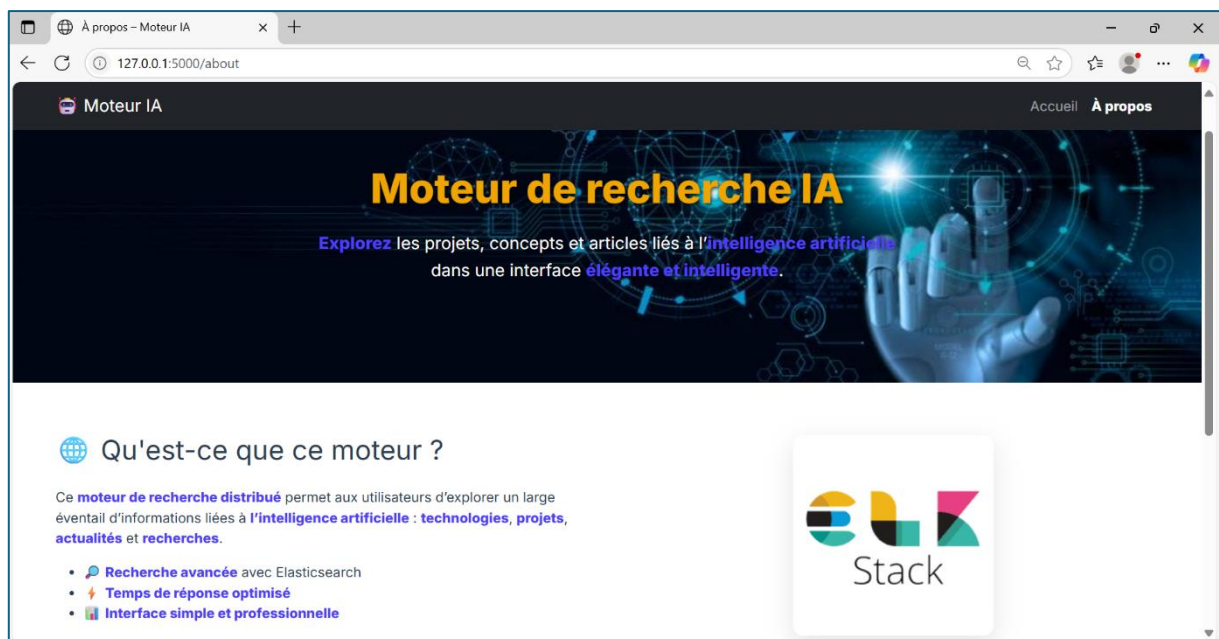 À propos – Moteur IA
127.0.0.1:5000/about
Moteur IA
Accueil À propos
Moteur de recherche IA
Explorez les projets, concepts et articles liés à l'intelligence artificielle
dans une interface élégante et intelligente.
Qu'est-ce que ce moteur ?
Ce moteur de recherche distribué permet aux utilisateurs d'explorer un large
éventail d'informations liées à l'intelligence artificielle : technologies, projets,
actualités et recherches.
• Recherche avancée avec Elasticsearch
• Temps de réponse optimisé
• Interface simple et professionnelle
ELK
Stack